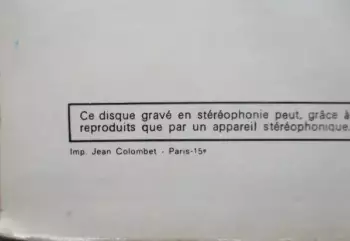 Ce disque gravé en stéréophonie peut, grâce à
reproduits que par un appareil stéréophonique.
Imp. Jean Colombet - Paris-15e